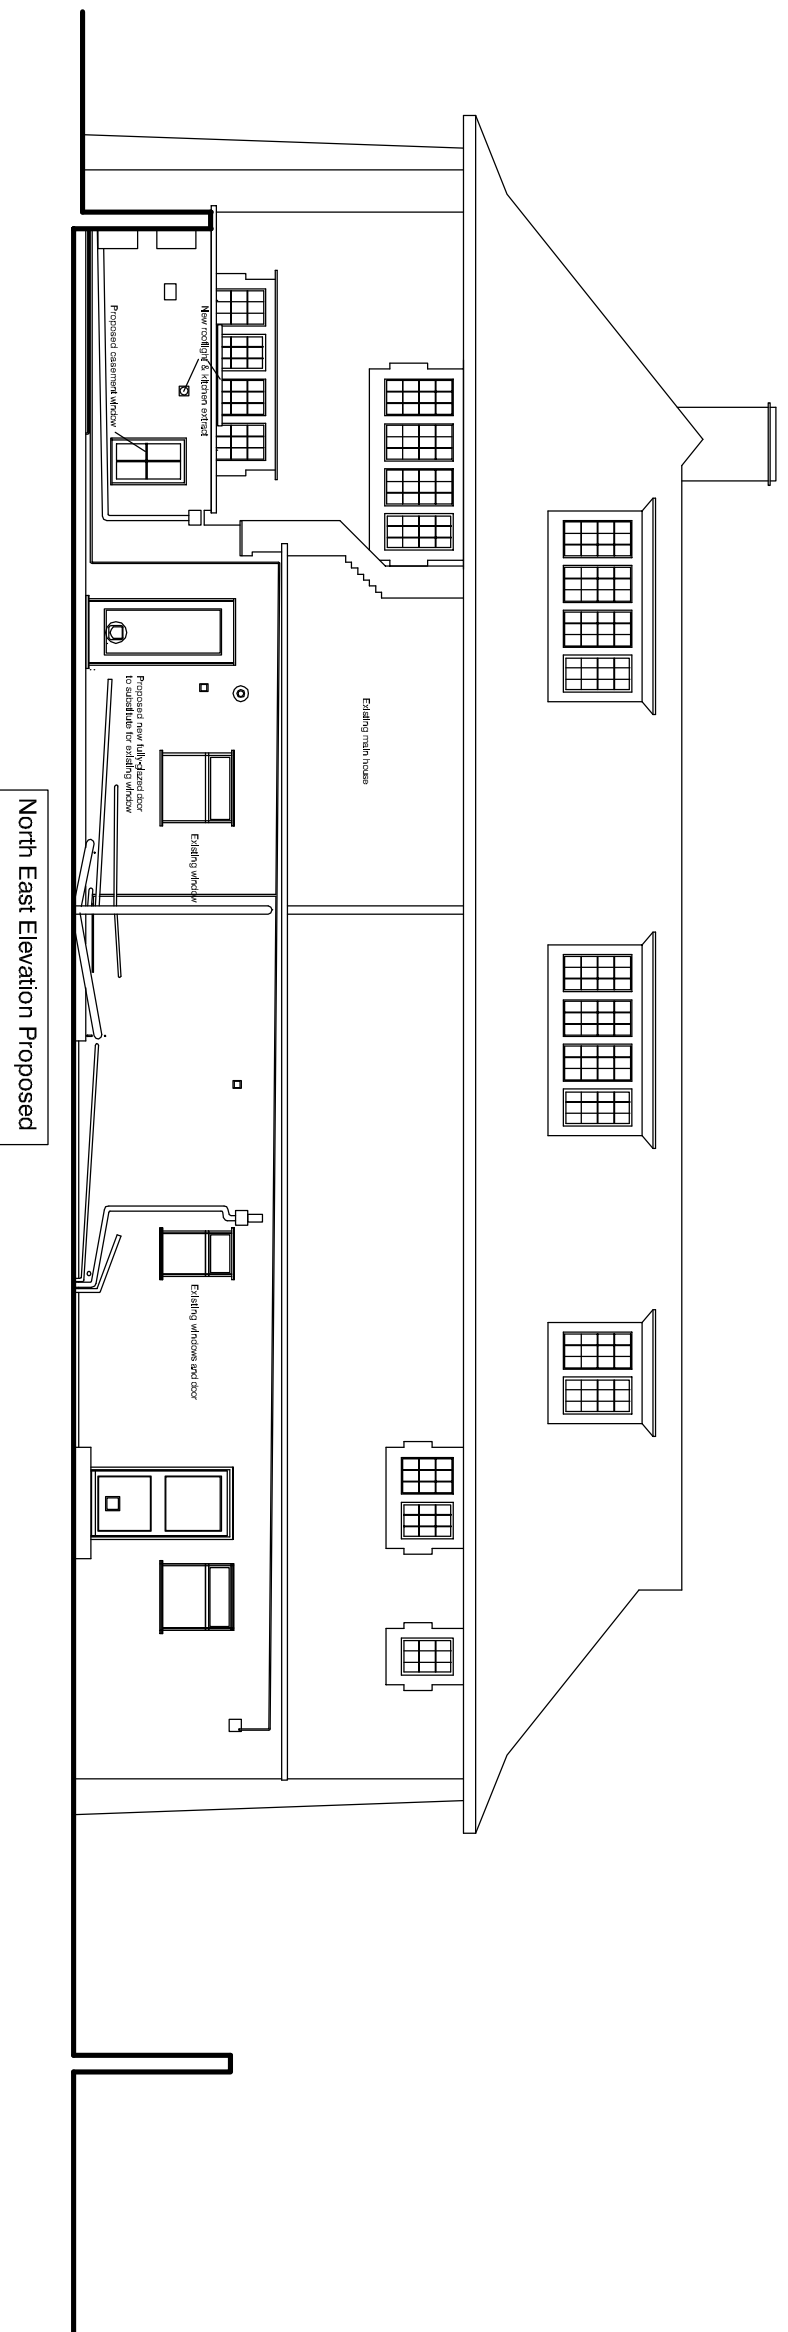 New rooflight & kitchen extract
Proposed casement window
Existing main house
Proposed new fully-glazed door
to substitute for existing window
Existing window
Existing windows and door
North East Elevation Proposed